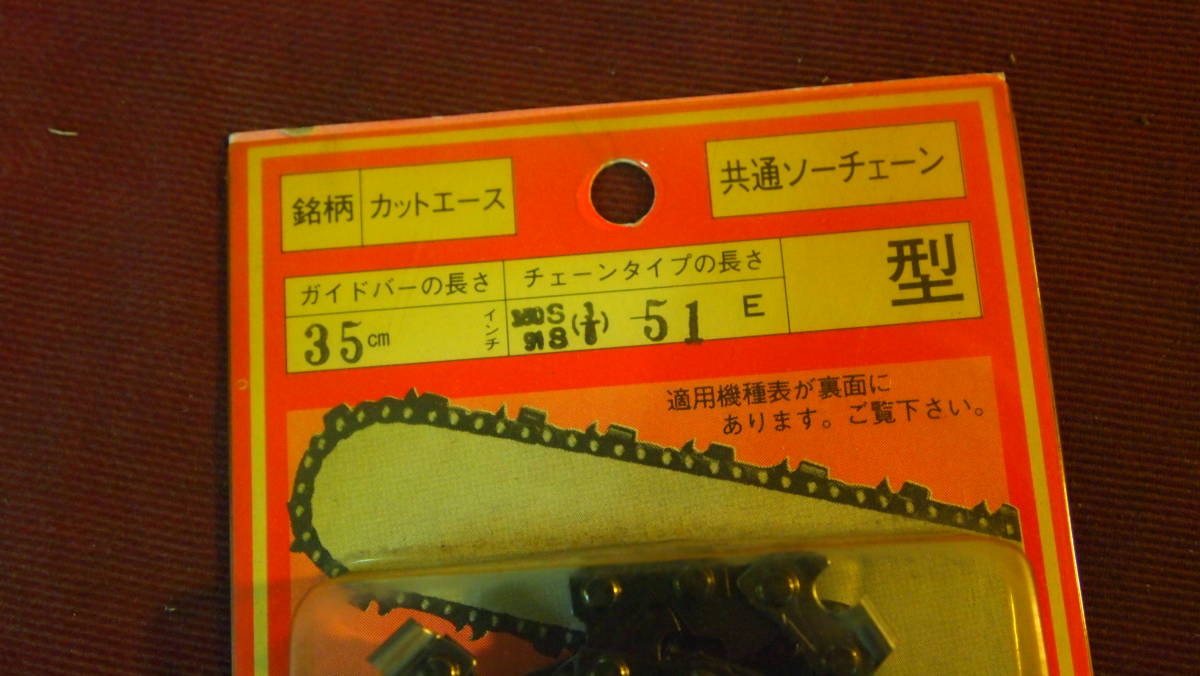 銘柄 カットエース
共通ソーチェーン
ガイドバーの長さ
35cm インチ
チェーンタイプの長さ
91S 51 E
型
適用機種表が裏面に
あります。ご覧下さい。